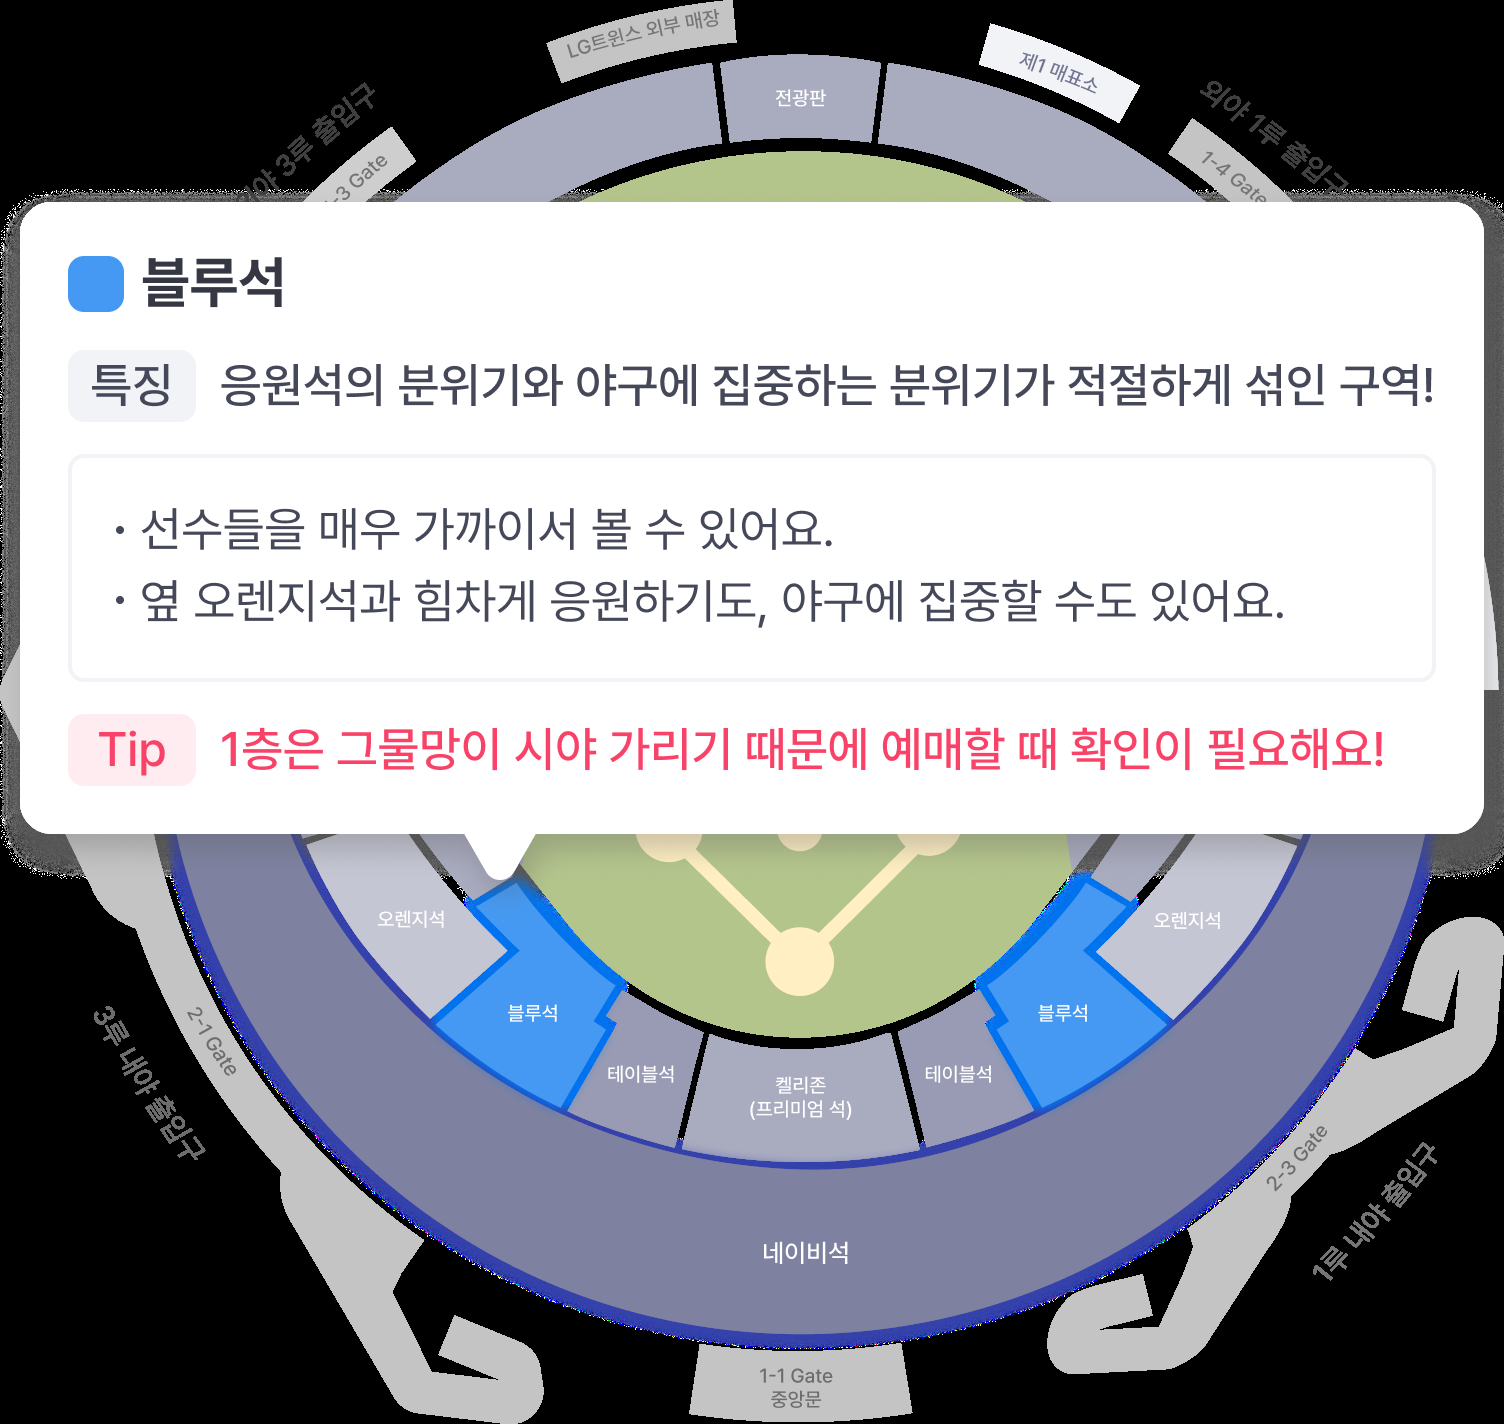 LG트윈스 외부 매장
제1 매표소
전광판
3루 출입구
외야 1루 출입구
-3 Gate
1-4 Gate
블루석
특징 응원석의 분위기와 야구에 집중하는 분위기가 적절하게 섞인 구역!
· 선수들을 매우 가까이서 볼 수 있어요.
· 옆 오렌지석과 힘차게 응원하기도, 야구에 집중할 수도 있어요.
Tip 1층은 그물망이 시야 가리기 때문에 예매할 때 확인이 필요해요!
오렌지석
오렌지석
블루석
블루석
2-1 Gate
3루 내야 출입구
테이블석
테이블석
켈리존
(프리미엄 석)
2-3 Gate
1루 내야 출입구
네이비석
1-1 Gate
중앙문